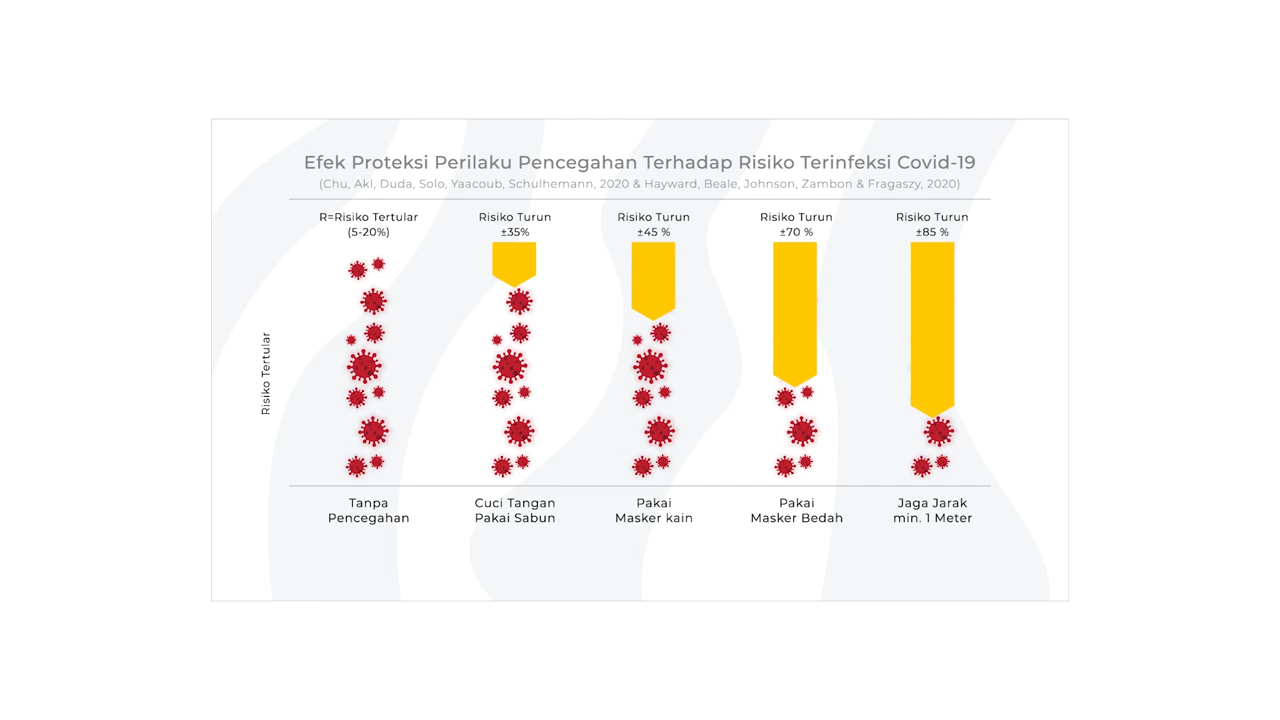 Efek Proteksi Perilaku Pencegahan Terhadap Risiko Terinfeksi Covid-19
(Chu, Akl, Duda, Solo, Yaacoub, Schulhemann, 2020 & Hayward, Beale, Johnson, Zambon & Fragaszy, 2020)
R=Risiko Tertular
(5-20%)
Risiko Turun
±35%
Risiko Turun
±45 %
Risiko Turun
±70 %
Risiko Turun
±85 %
Risiko Tertular
Tanpa
Pencegahan
Cuci Tangan
Pakai Sabun
Pakai
Masker kain
Pakai
Masker Bedah
Jaga Jarak
min. 1 Meter